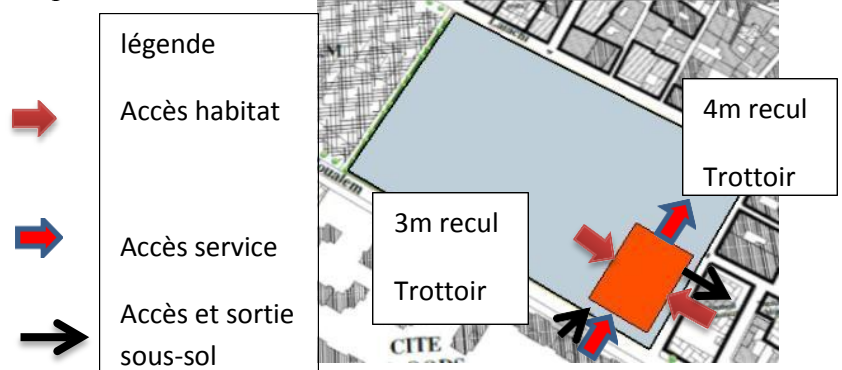 légende
Accès habitat
Accès service
Accès et sortie
sous-sol
4m recul
Trottoir
3m recul
Trottoir
CITE